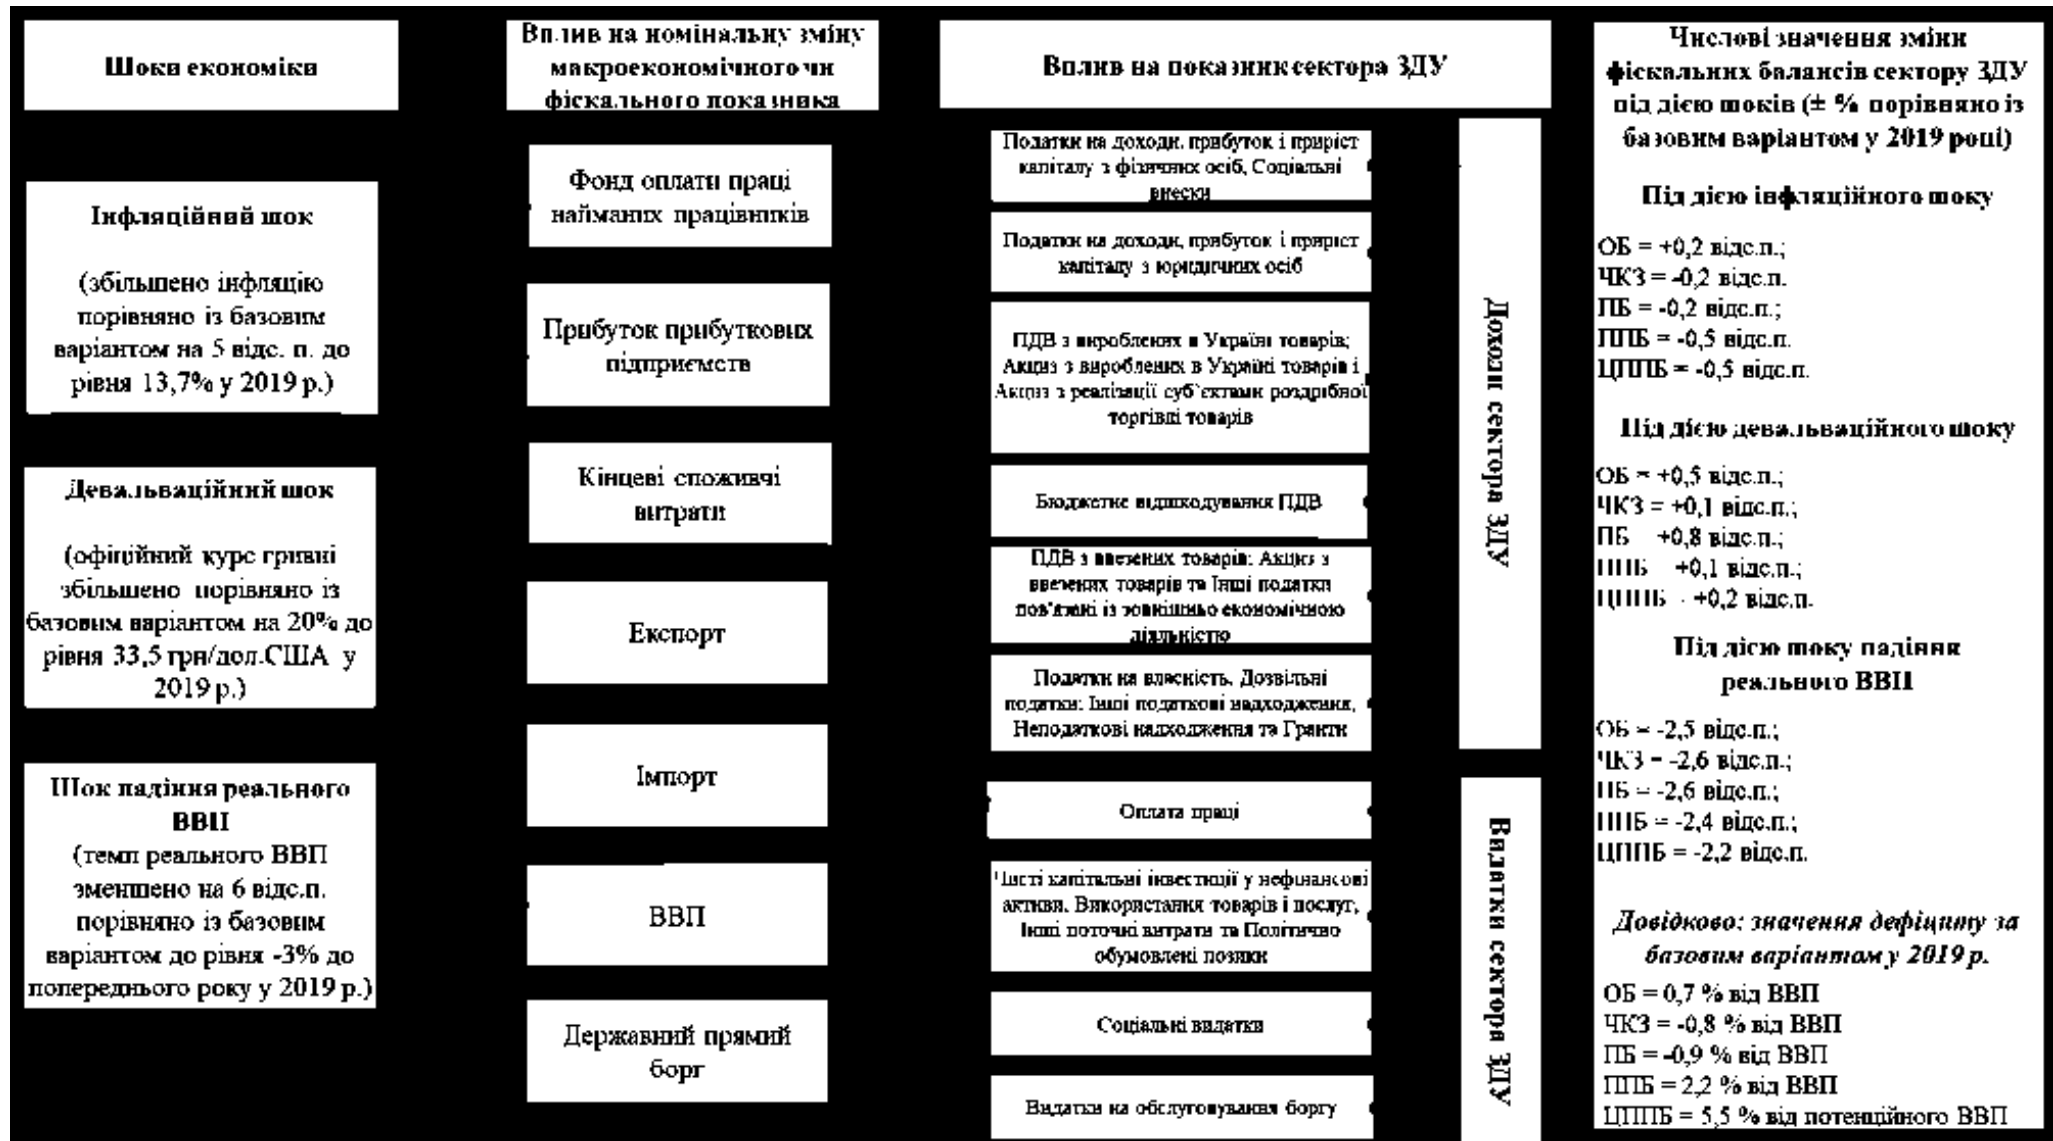 Шоки економіки
Інфляційний шок
(збільшено інфляцію
порівняно із базовим
варіантом на 5 відс. п. до
рівня 13,7% у 2019 р.)
Девальваційний шок
(офіційний курс гривні
збільшено порівняно із
базовим варіантом на 20% до
рівня 33,5 грн/дол.США у
2019 р.)
Шок падіння реального
ВВП
(темп реального ВВП
зменшено на 6 відс.п.
порівняно із базовим
варіантом до рівня -3% до
попереднього року у 2019 р.)
Вплив на номінальну зміну
макроекономічного чи
фіскального показника
Фонд оплати праці
найманих працівників
Прибуток прибуткових
підприємств
Кінцеві споживчі
витрати
Експорт
Імпорт
ВВП
Державний прямий
борг
Вплив на показник сектора ЗДУ
Податки на доходи, прибуток і приріст
капіталу з фізичних осіб, Соціальні
внески
Податки на доходи, прибуток і приріст
капіталу з юридичних осіб
ПДВ з вироблених в Україні товарів;
Акциз з вироблених в Україні товарів і
Акциз з реалізації суб`єктами роздрібної
торгівлі товарів
Бюджетне відшкодування ПДВ
ПДВ з ввезених товарів; Акциз з
ввезених товарів та Інші податки
пов'язані із зовнішньо економічною
діяльністю
Податки на власність, Дозвільні
податки; Інші податкові надходження,
Неподаткові надходження та Гранти
Оплата праці
Чисті капітальні інвестиції у нефінансові
активи, Використання товарів і послуг,
Інші поточні витрати та Політично
обумовлені позики
Соціальні видатки
Видатки на обслуговування боргу
Доходи сектора ЗДУ
Видатки сектора ЗДУ
Числові значення зміни
фіскальних балансів сектору ЗДУ
під дією шоків (± % порівняно із
базовим варіантом у 2019 році)
Під дією інфляційного шоку
ОБ = +0,2 відс.п.;
ЧКЗ = -0,2 відс.п.
ПБ = -0,2 відс.п.;
ППБ = -0,5 відс.п.
ЦППБ = -0,5 відс.п.
Під дією девальваційного шоку
ОБ = +0,5 відс.п.;
ЧКЗ = +0,1 відс.п.;
ПБ = +0,8 відс.п.;
ППБ = +0,1 відс.п.;
ЦППБ = +0,2 відс.п.
Під дією шоку падіння
реального ВВП
ОБ = -2,5 відс.п.;
ЧКЗ = -2,6 відс.п.;
ПБ = -2,6 відс.п.;
ППБ = -2,4 відс.п.;
ЦППБ = -2,2 відс.п.
Довідково: значення дефіциту за
базовим варіантом у 2019 р.
ОБ = 0,7 % від ВВП
ЧКЗ = -0,8 % від ВВП
ПБ = -0,9 % від ВВП
ППБ = 2,2 % від ВВП
ЦППБ = 5,5 % від потенційного ВВП